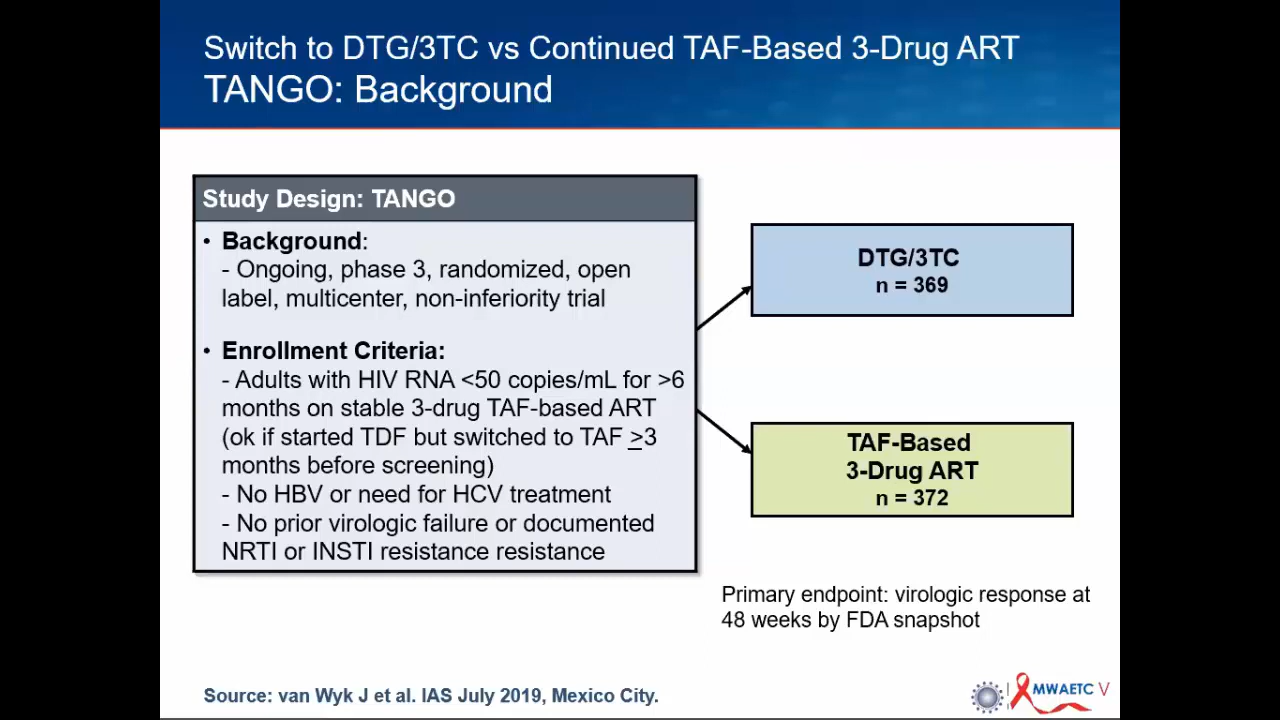 Switch to DTG/3TC vs Continued TAF-Based 3-Drug ART
TANGO: Background
Study Design: TANGO
• Background:
- Ongoing, phase 3, randomized, open
label, multicenter, non-inferiority trial
• Enrollment Criteria:
- Adults with HIV RNA <50 copies/mL for >6
months on stable 3-drug TAF-based ART
(ok if started TDF but switched to TAF >3
months before screening)
- No HBV or need for HCV treatment
- No prior virologic failure or documented
NRTI or INSTI resistance resistance
DTG/3TC
n = 369
TAF-Based
3-Drug ART
n = 372
Primary endpoint: virologic response at
48 weeks by FDA snapshot
Source: van Wyk J et al. IAS July 2019, Mexico City.
MWAETC V